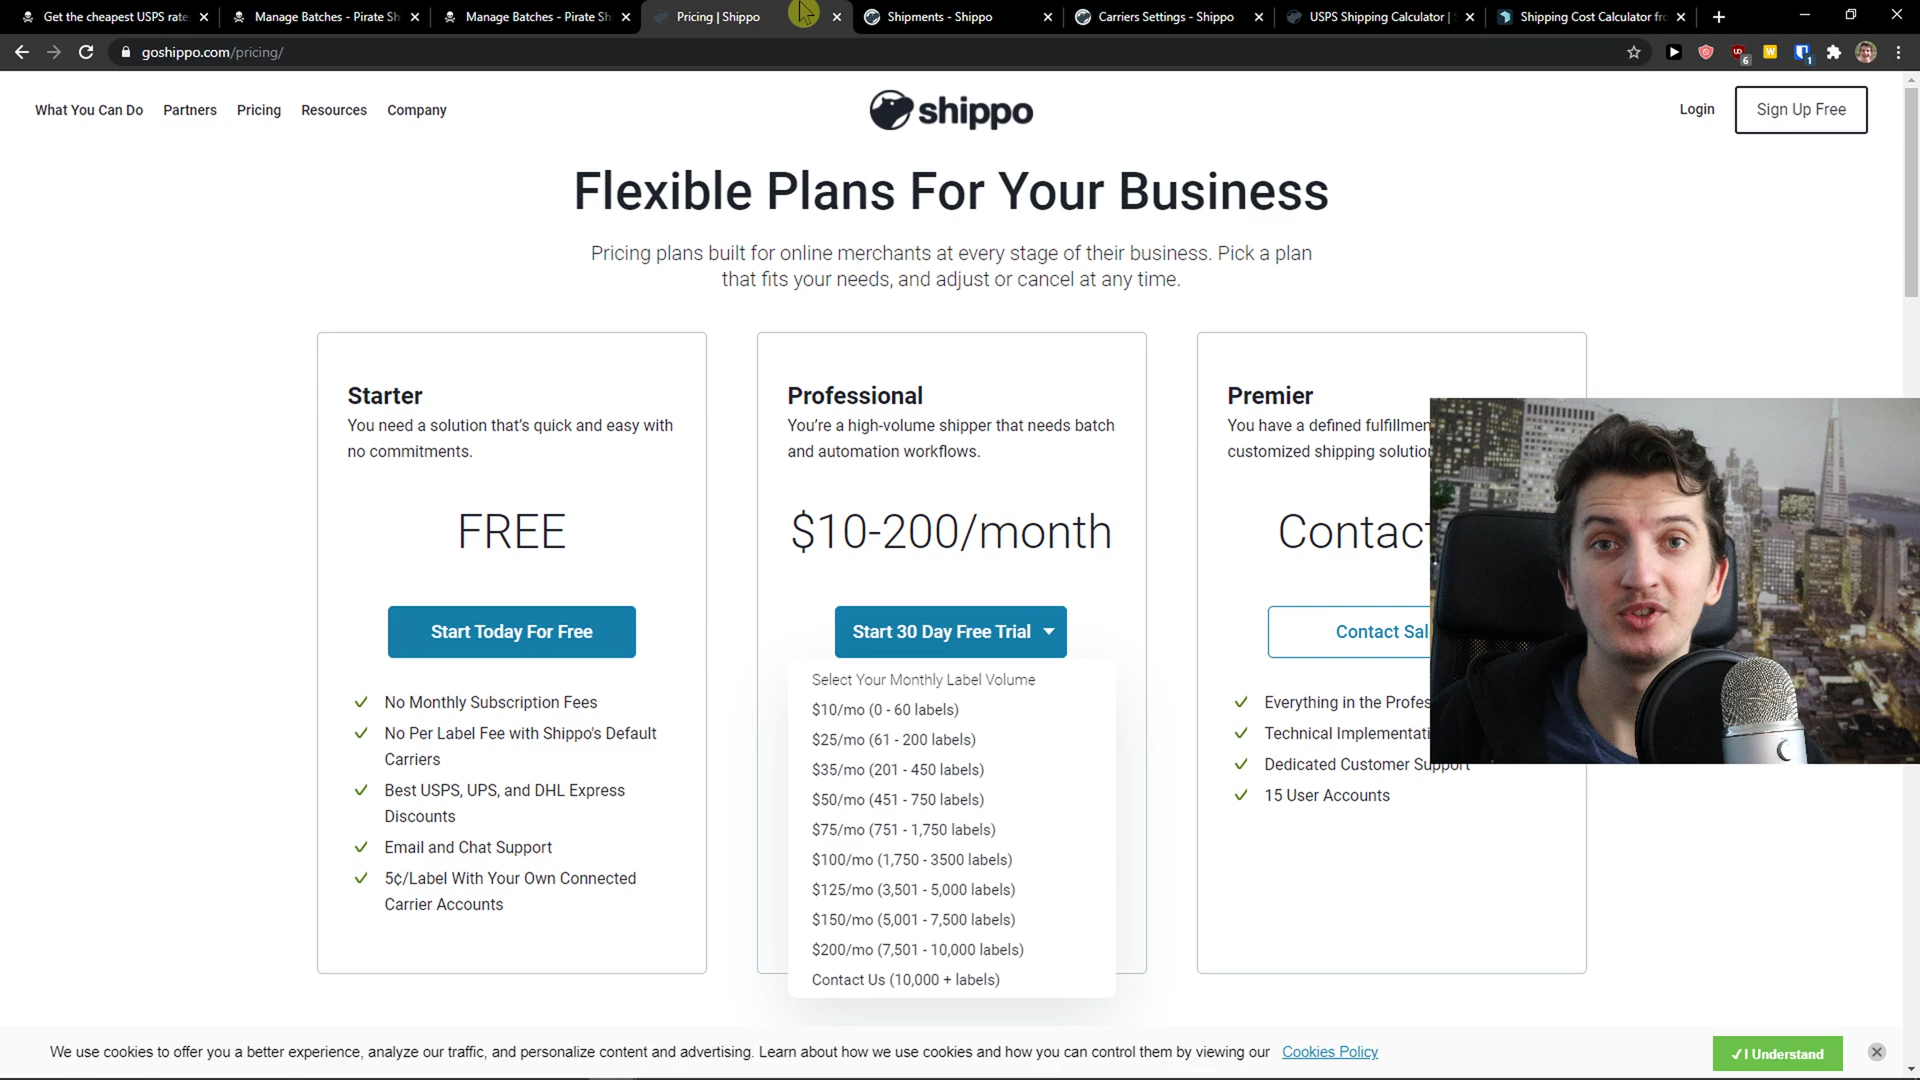 Get the cheapest USPS rate
Manage Batches - Pirate Sh
Manage Batches - Pirate Sh
Pricing | Shippo
Shipments - Shippo
Carriers Settings - Shippo
USPS Shipping Calculator |
Shipping Cost Calculator fr
goshippo.com/pricing/
6
W
1
What You Can Do
Partners
Pricing
Resources
Company
shippo
Login
Sign Up Free
Flexible Plans For Your Business
Pricing plans built for online merchants at every stage of their business. Pick a plan
that fits your needs, and adjust or cancel at any time.
Starter
You need a solution that's quick and easy with
no commitments.
FREE
Start Today For Free
No Monthly Subscription Fees
No Per Label Fee with Shippo's Default
Carriers
Best USPS, UPS, and DHL Express
Discounts
Email and Chat Support
5¢/Label With Your Own Connected
Carrier Accounts
Professional
You're a high-volume shipper that needs batch
and automation workflows.
$10-200/month
Start 30 Day Free Trial
Select Your Monthly Label Volume
$10/mo (0 - 60 labels)
$25/mo (61 - 200 labels)
$35/mo (201 - 450 labels)
$50/mo (451 - 750 labels)
$75/mo (751 - 1,750 labels)
$100/mo (1,750 - 3500 labels)
$125/mo (3,501 - 5,000 labels)
$150/mo (5,001 - 7,500 labels)
$200/mo (7,501 - 10,000 labels)
Contact Us (10,000 + labels)
Premier
You have a defined fulfillmen
customized shipping solutio
Contac
Contact Sal
Everything in the Profes
Technical Implementati
Dedicated Customer Support
15 User Accounts
We use cookies to offer you a better experience, analyze our traffic, and personalize content and advertising. Learn about how we use cookies and how you can control them by viewing our Cookies Policy
✓I Understand